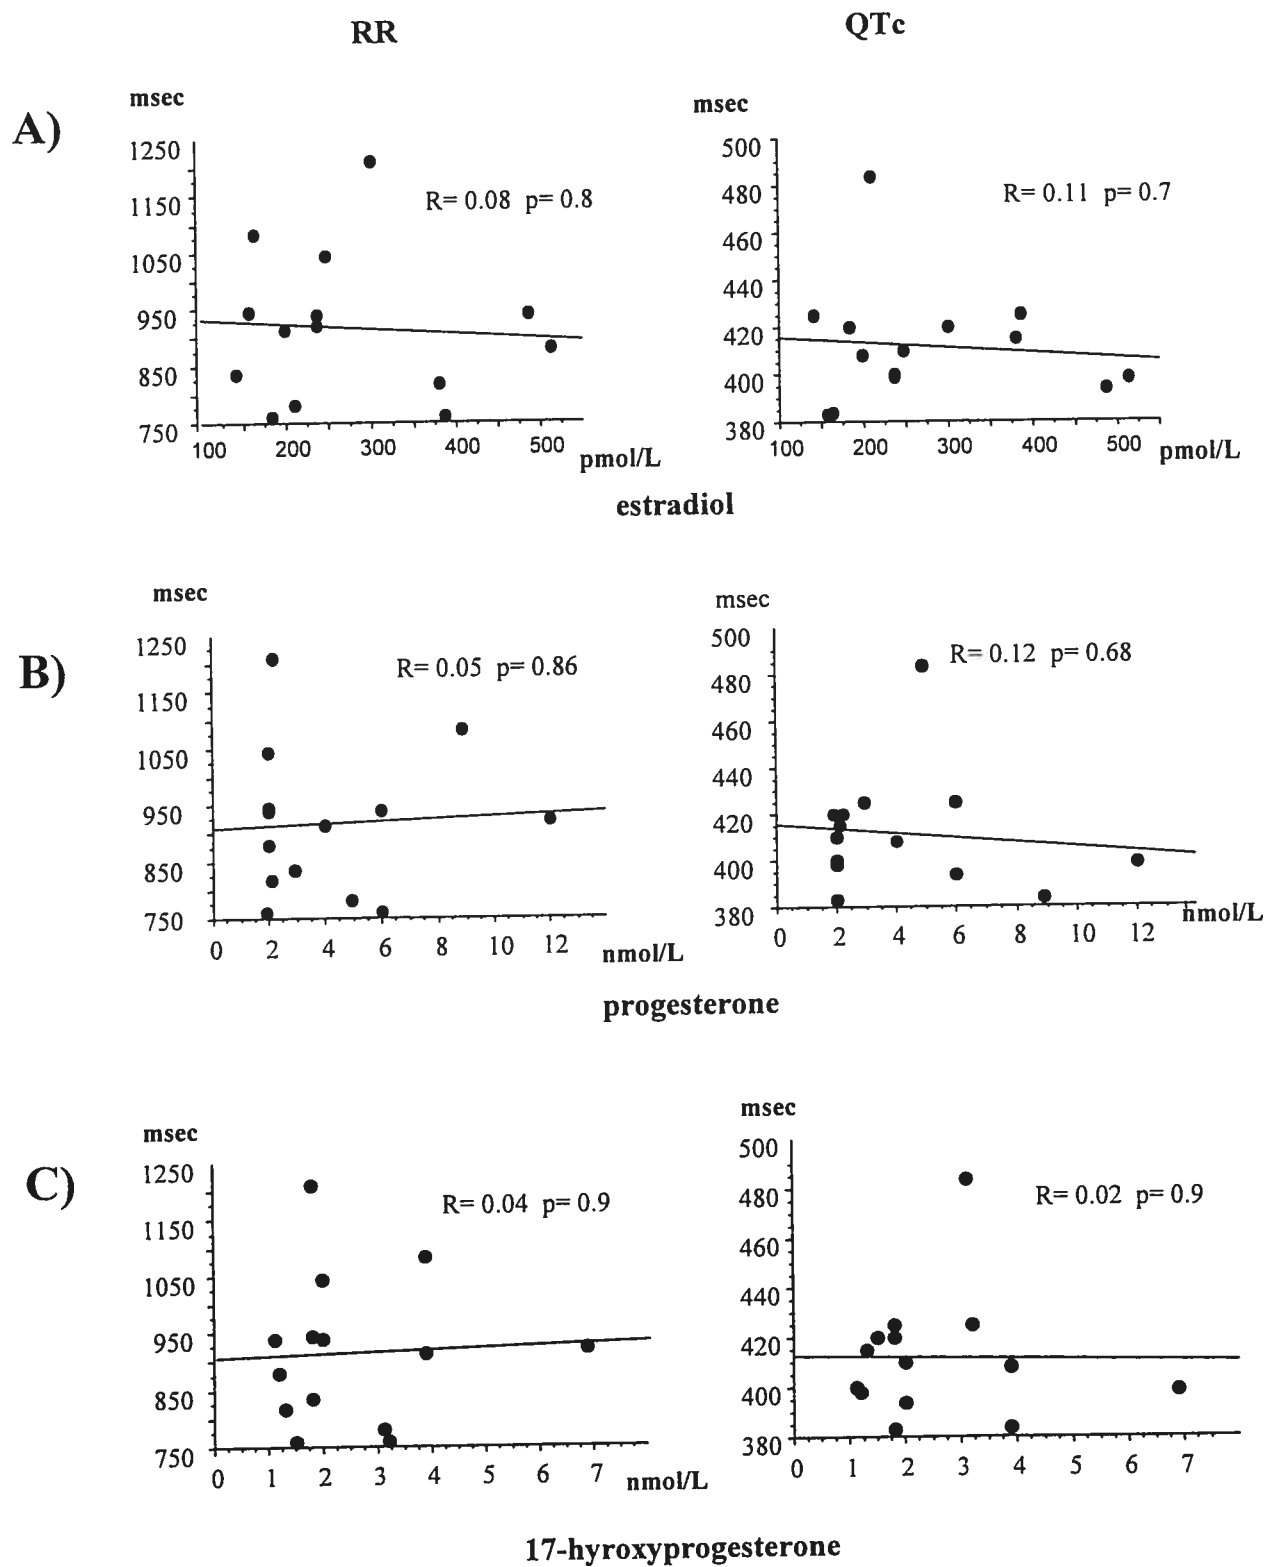 RR
QTc
A)
msec
1250
1150
1050
950
850
750
100 200 300 400 500
pmol/L
R= 0.08 p= 0.8
msec
500
480
460
440
420
400
380
100 200 300 400 500
pmol/L
R= 0.11 p= 0.7
estradiol
B)
msec
1250
1150
1050
950
850
750
0 2 4 6 8 10 12
nmol/L
R= 0.05 p= 0.86
msec
500
480
460
440
420
400
380
0 2 4 6 8 10 12
nmol/L
R= 0.12 p= 0.68
progesterone
C)
msec
1250
1150
1050
950
850
750
0 1 2 3 4 5 6 7
nmol/L
R= 0.04 p= 0.9
msec
500
480
460
440
420
400
380
0 1 2 3 4 5 6 7
R= 0.02 p= 0.9
17-hyroxyprogesterone